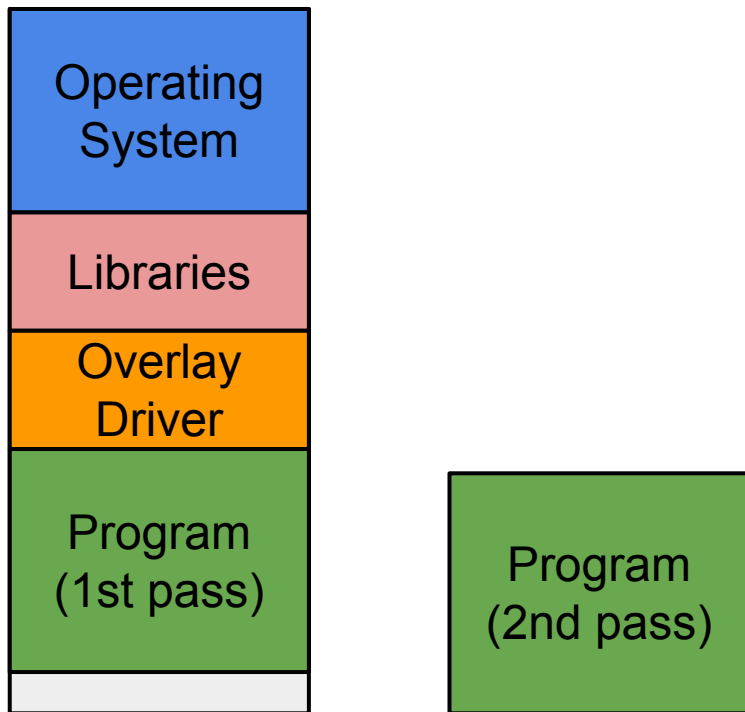 Operating
System
Libraries
Overlay
Driver
Program
(1st pass)
Program
(2nd pass)